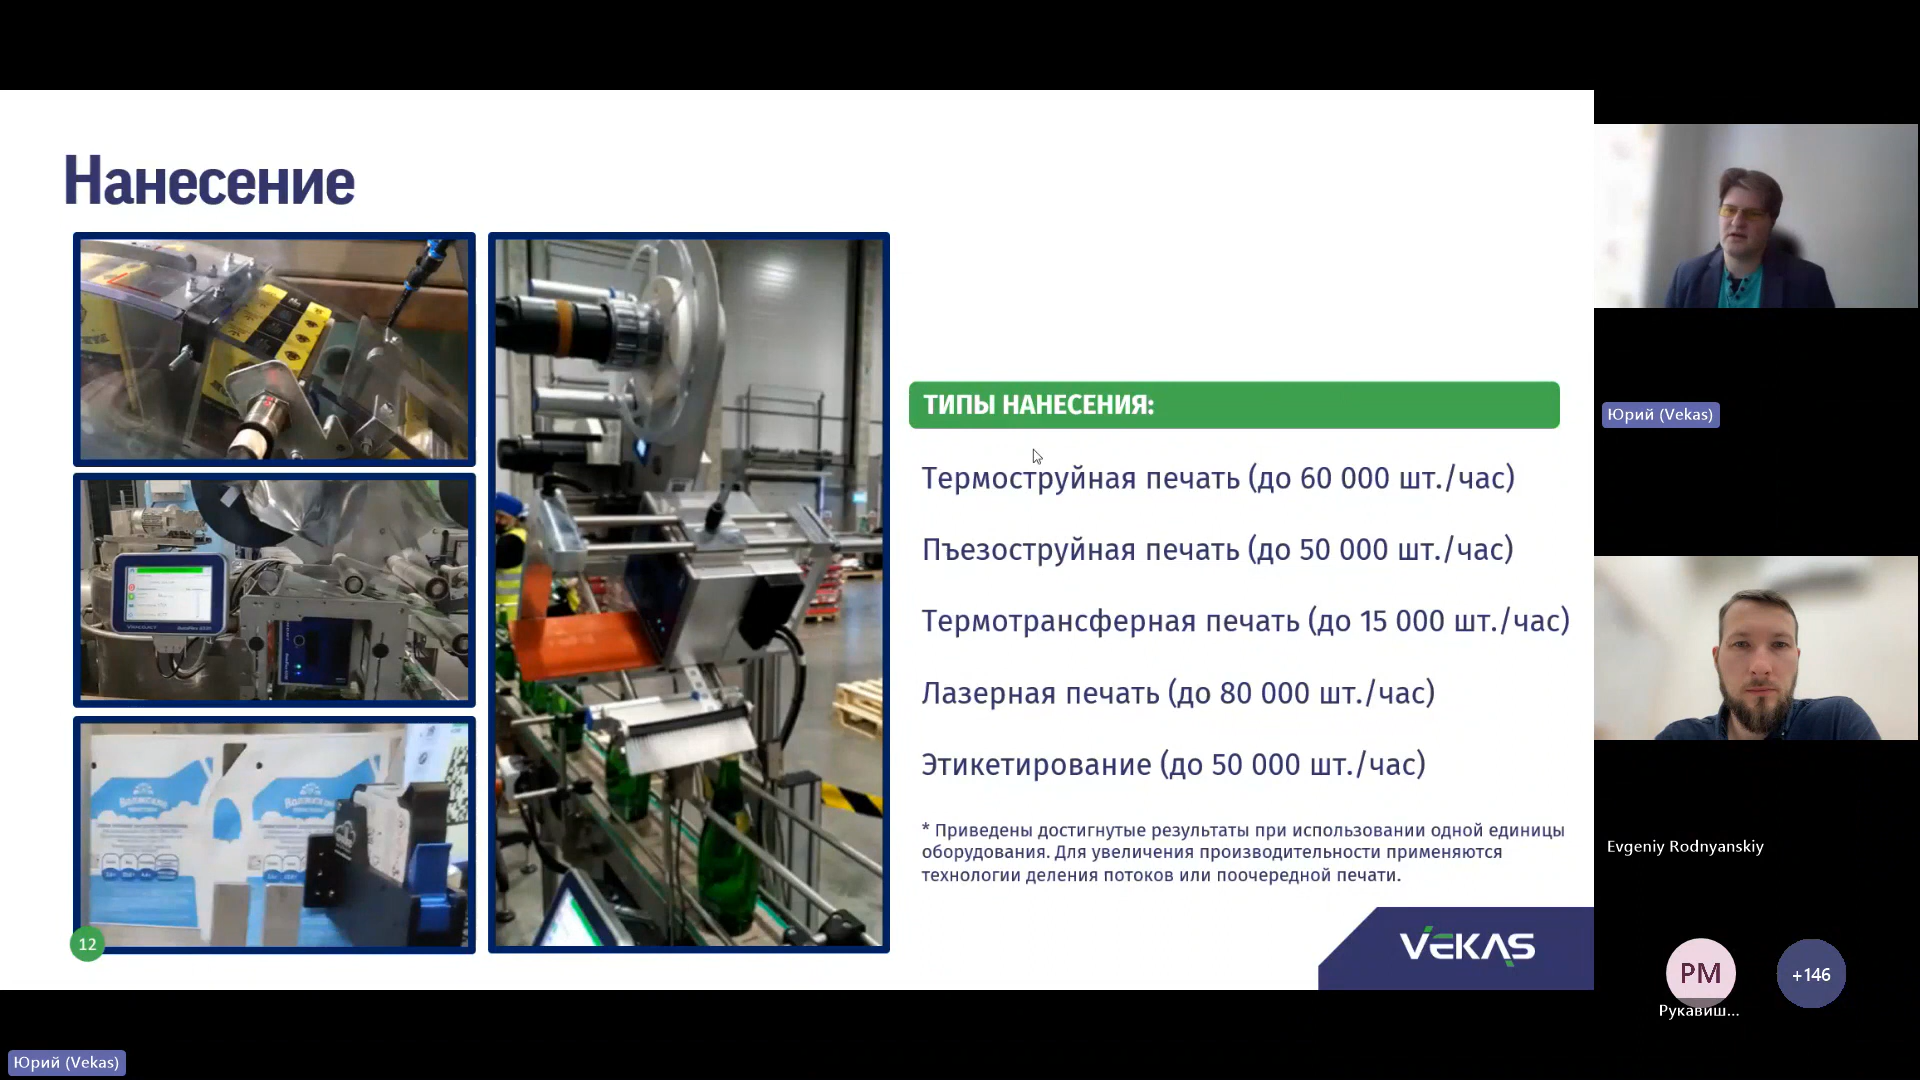 Нанесение
ТИПЫ НАНЕСЕНИЯ:
Термоструйная печать (до 60 000 шт./час)
Пъезоструйная печать (до 50 000 шт./час)
Термотрансферная печать (до 15 000 шт./час)
Лазерная печать (до 80 000 шт./час)
Этикетирование (до 50 000 шт./час)
* Приведены достигнутые результаты при использовании одной единицы
оборудования. Для увеличения производительности применяются
технологии деления потоков или поочередной печати.
12
VEKAS
Юрий (Vekas)
Evgeniy Rodnyanskiy
РМ
+146
Рукавиш...
Юрий (Vekas)